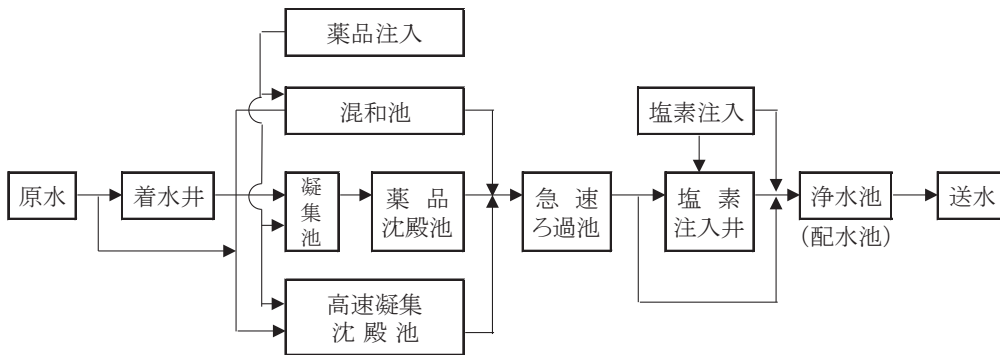 薬品注入
混和池
塩素注入
原水
着水井
凝
集
池
薬品
沈殿池
急速
ろ過池
塩素
注入井
浄水池
(配水池)
送水
高速凝集
沈殿池